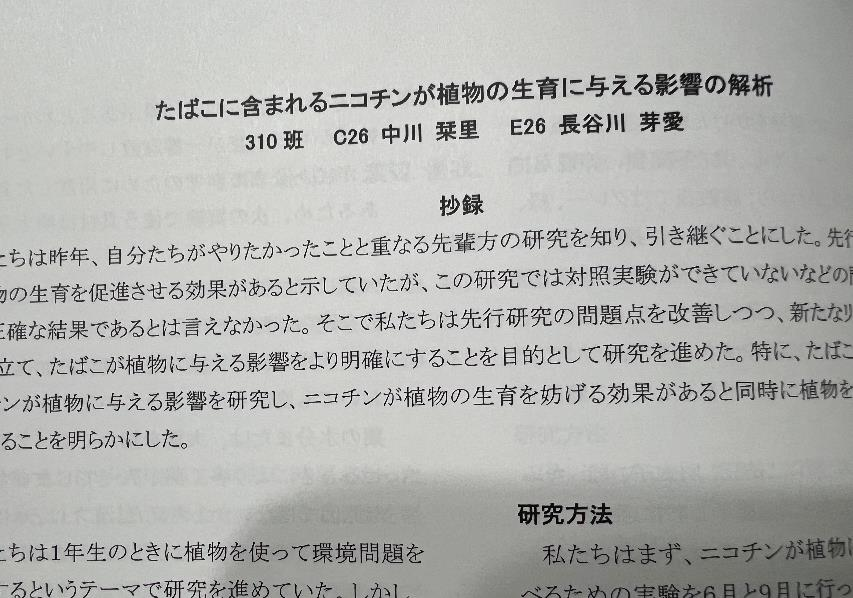 たばこに含まれるニコチンが植物の生育に与える影響の解析
310 班 C26 中川 栞里 E26 長谷川 芽愛
抄録
たちは昨年、自分たちがやりたかったことと重なる先輩方の研究を知り、引き継ぐことにした。先行
物の生育を促進させる効果があると示していたが、この研究では対照実験ができていないなどの
正確な結果であるとは言えなかった。そこで私たちは先行研究の問題点を改善しつつ、新たな
立て、たばこが植物に与える影響をより明確にすることを目的として研究を進めた。特に、たばこ
ンが植物に与える影響を研究し、ニコチンが植物の生育を妨げる効果があると同時に植物を
ることを明らかにした。
たちは1年生のときに植物を使って環境問題を
するというテーマで研究を進めていた。しかし、
研究方法
私たちはまず、ニコチンが植物に
べるための実験を6月と9月に行っ